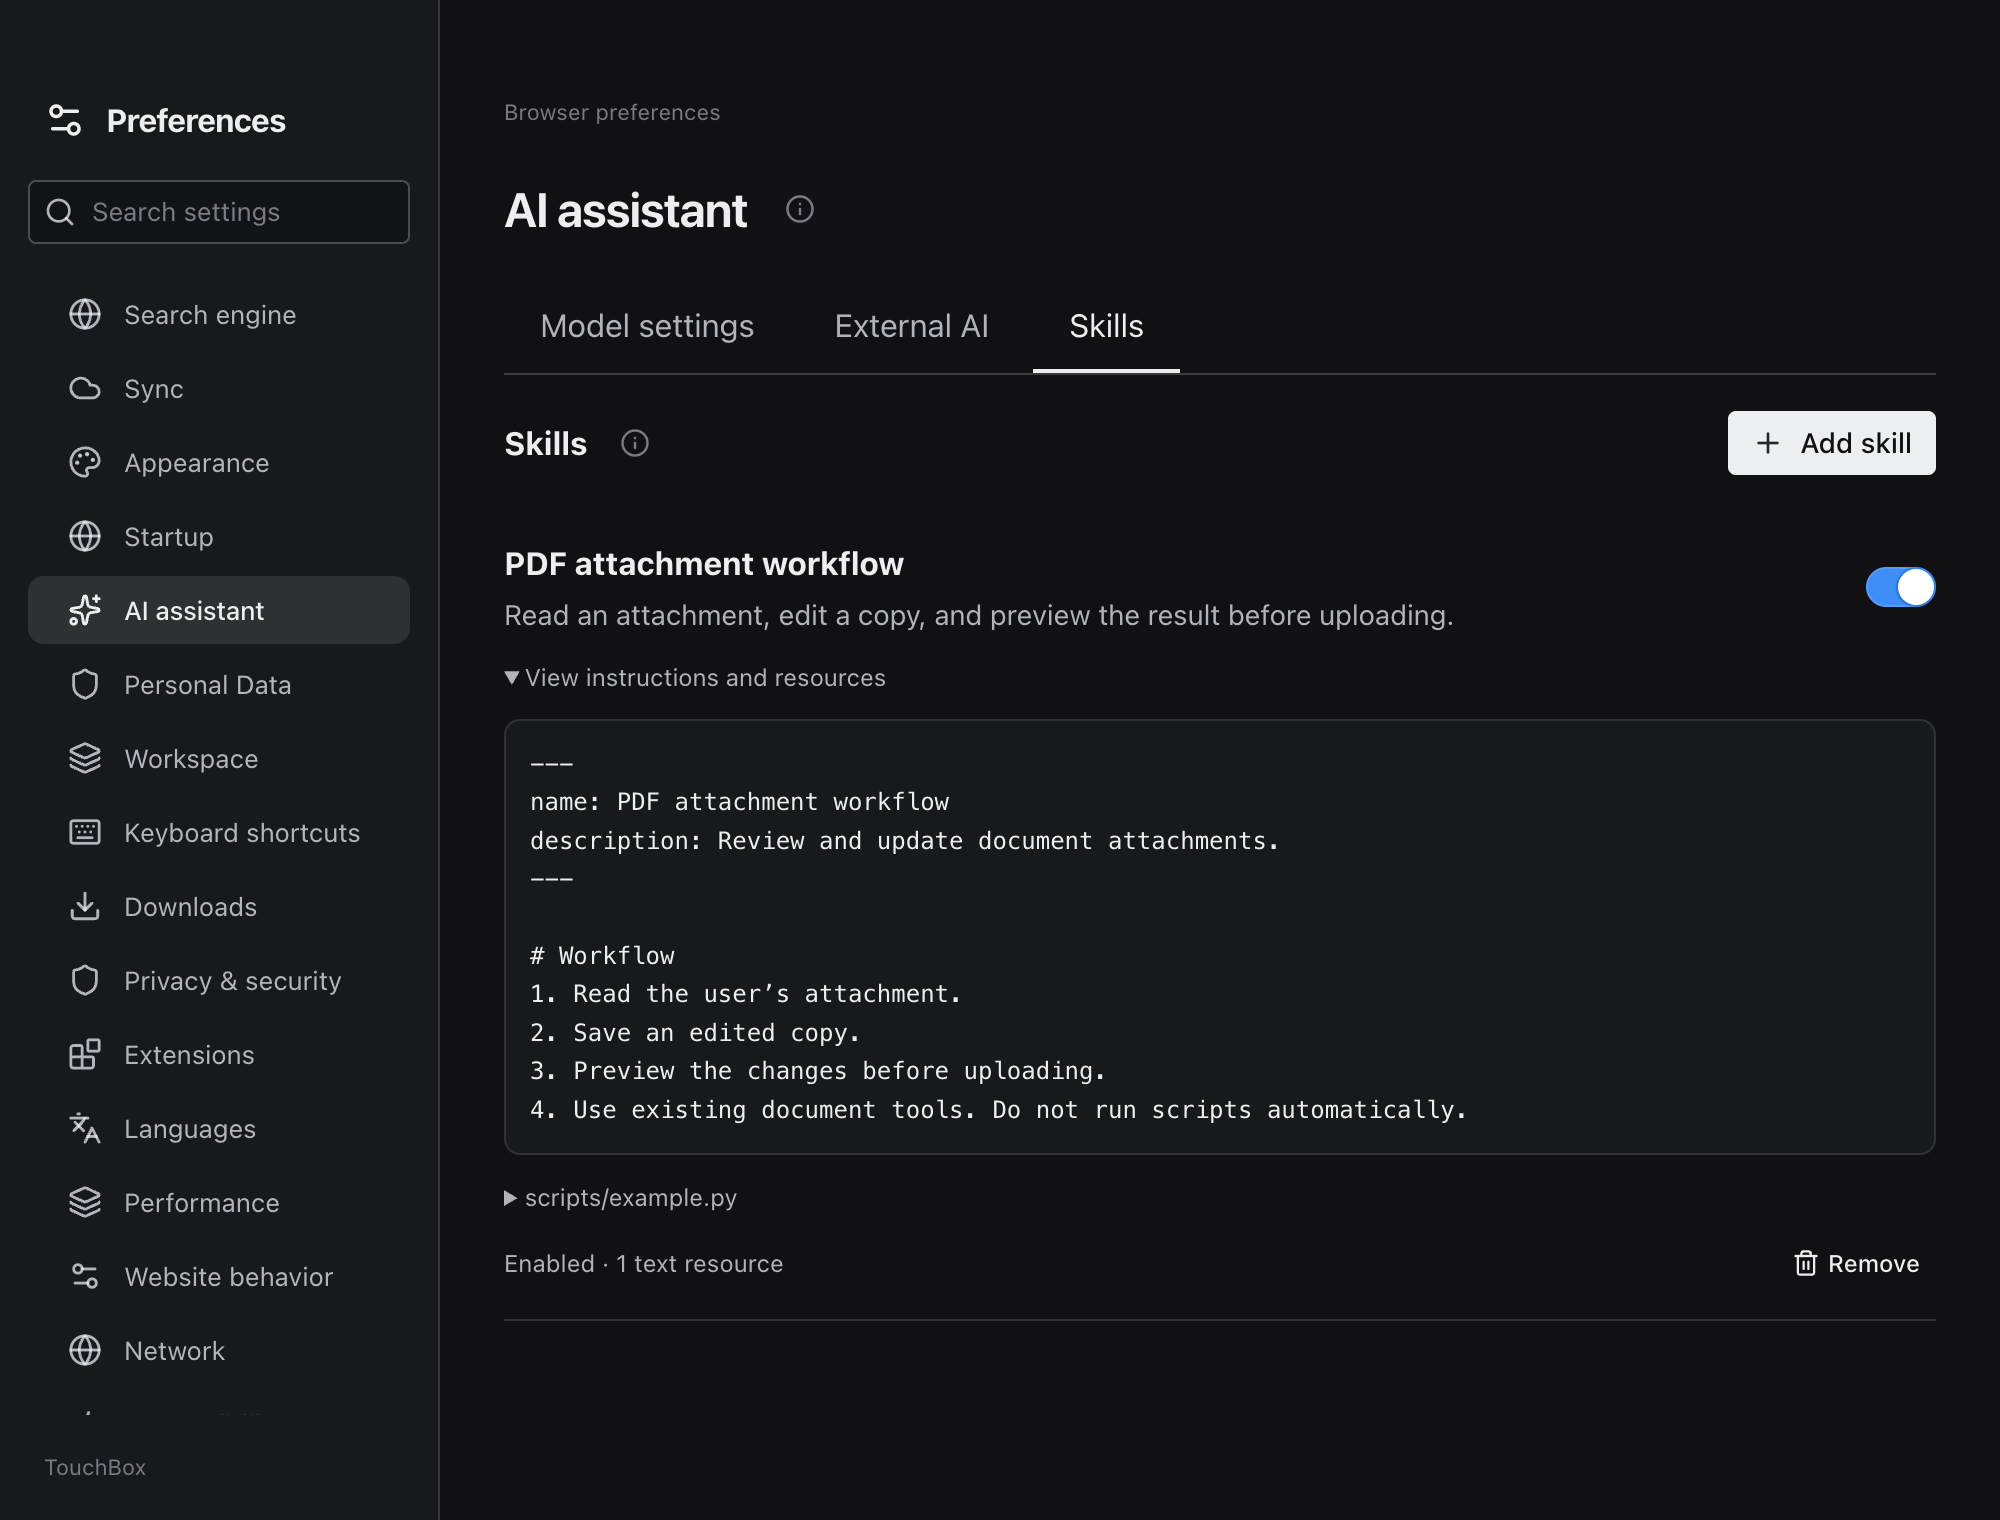 Preferences
Search settings
Search engine
Sync
Appearance
Startup
AI assistant
Personal Data
Workspace
Keyboard shortcuts
Downloads
Privacy & security
Extensions
Languages
Performance
Website behavior
Network
TouchBox
Browser preferences
AI assistant
Model settings
External AI
Skills
Skills
Add skill
PDF attachment workflow
Read an attachment, edit a copy, and preview the result before uploading.
View instructions and resources
---
name: PDF attachment workflow
description: Review and update document attachments.
---
# Workflow
1. Read the user’s attachment.
2. Save an edited copy.
3. Preview the changes before uploading.
4. Use existing document tools. Do not run scripts automatically.
scripts/example.py
Enabled · 1 text resource
Remove